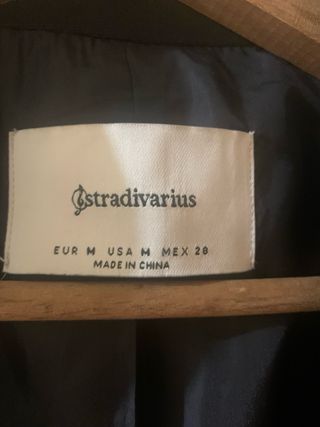 stradivarius
EUR M USA M MEX 28
MADE IN CHINA